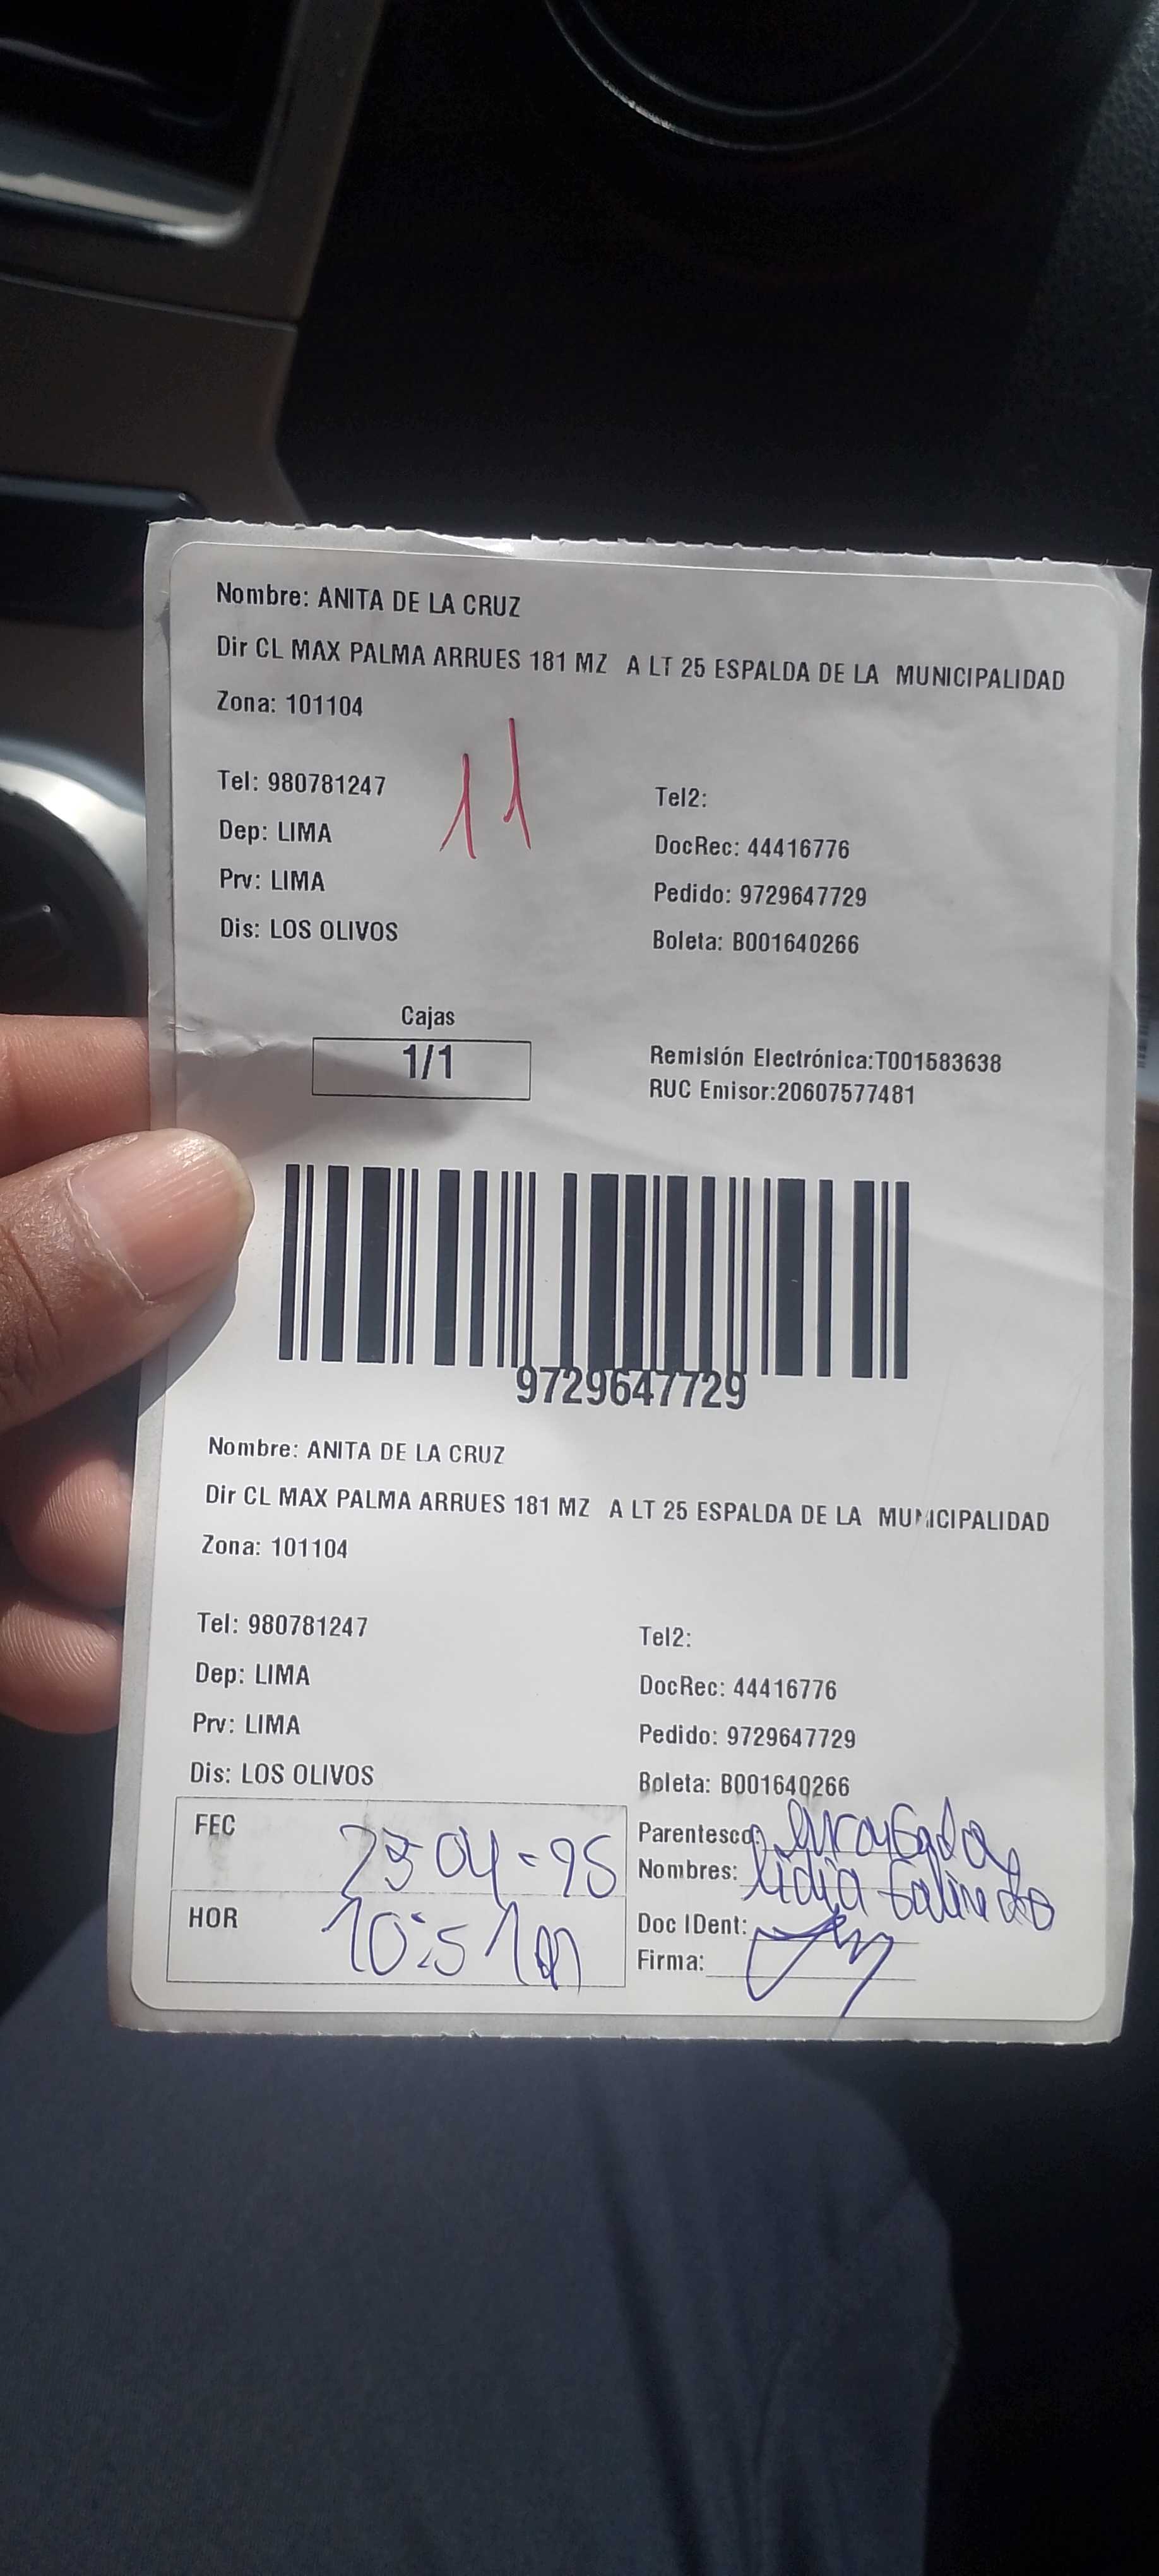 Nombre: ANITA DE LA CRUZ
Dir CL MAX PALMA ARRUES 181 MZ A LT 25 ESPALDA DE LA MUNICIPALIDAD
Zona: 101104
11
Tel: 980781247
Tel2:
Dep: LIMA
DocRec: 44416776
Prv: LIMA
Pedido: 9729647729
Dis: LOS OLIVOS
Boleta: B001640266
Cajas
1/1
Remisión Electrónica:T001583638
RUC Emisor:20607577481
9729647729
Nombre: ANITA DE LA CRUZ
Dir CL MAX PALMA ARRUES 181 MZ A LT 25 ESPALDA DE LA MUNICIPALIDAD
Zona: 101104
Tel: 980781247
Tel2:
Dep: LIMA
DocRec: 44416776
Prv: LIMA
Pedido: 9729647729
Dis: LOS OLIVOS
Boleta: B001640266
FEC
Parentesco:
Nombres: Lidia
HOR 10:51
Doc IDent:
Firma: